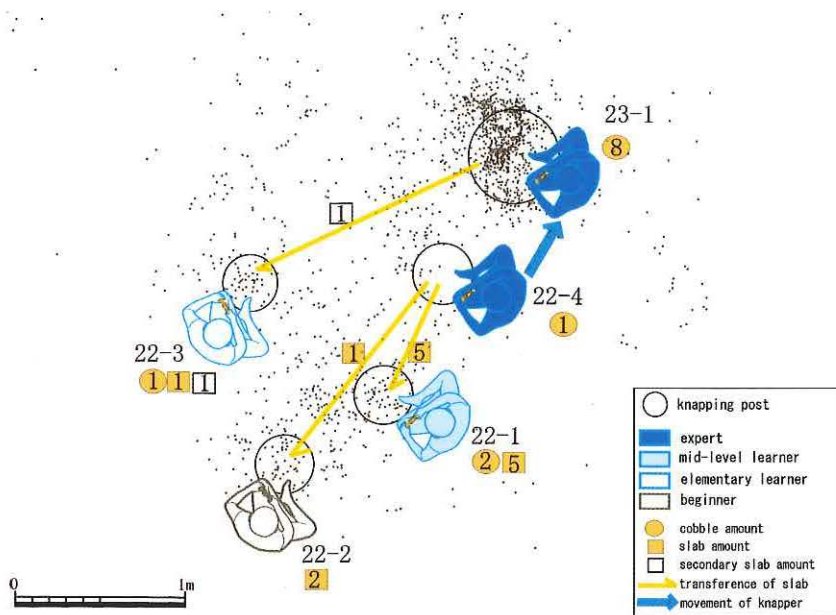 23-1
8
1
22-4
1
22-3
1 1 1
1
5
22-1
2 5
22-2
2
0
1m
knapping post
expert
mid-level learner
elementary learner
beginner
cobble amount
slab amount
secondary slab amount
transference of slab
movement of knapper